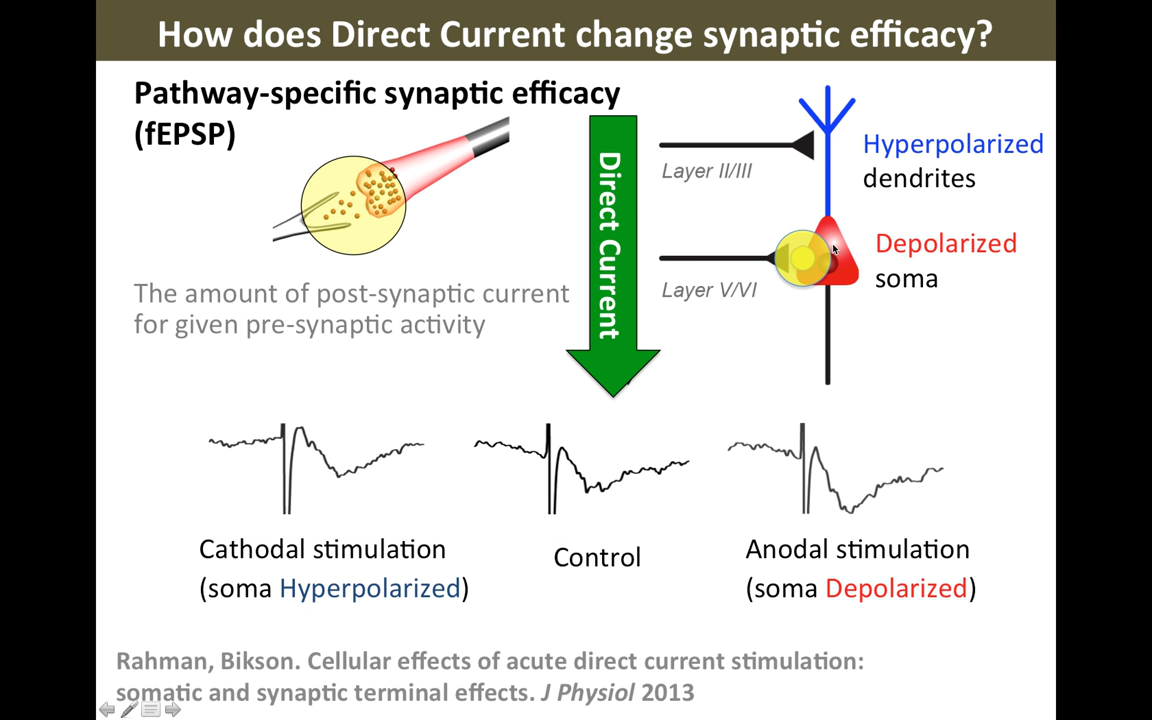 How does Direct Current change synaptic efficacy?
Pathway-specific synaptic efficacy
(fEPSP)
The amount of post-synaptic current
for given pre-synaptic activity
Direct Current
Layer II/III
Layer V/VI
Hyperpolarized
dendrites
Depolarized
soma
Cathodal stimulation
(soma Hyperpolarized)
Control
Anodal stimulation
(soma Depolarized)
Rahman, Bikson. Cellular effects of acute direct current stimulation:
somatic and synaptic terminal effects. J Physiol 2013